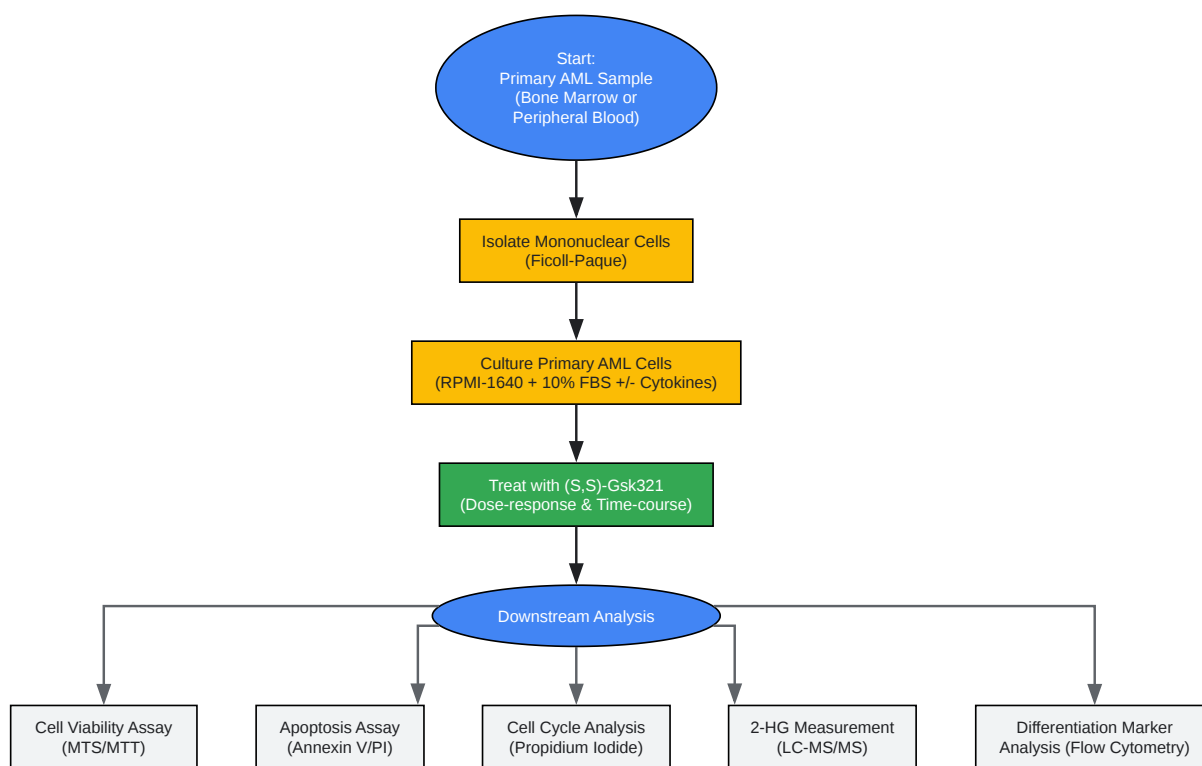 Start:
Primary AML Sample
(Bone Marrow or
Peripheral Blood)
Isolate Mononuclear Cells
(Ficoll-Paque)
Culture Primary AML Cells
(RPMI-1640 + 10% FBS +/- Cytokines)
Treat with (S,S)-Gsk321
(Dose-response & Time-course)
Downstream Analysis
Cell Viability Assay
(MTS/MTT)
Apoptosis Assay
(Annexin V/PI)
Cell Cycle Analysis
(Propidium Iodide)
2-HG Measurement
(LC-MS/MS)
Differentiation Marker
Analysis (Flow Cytometry)